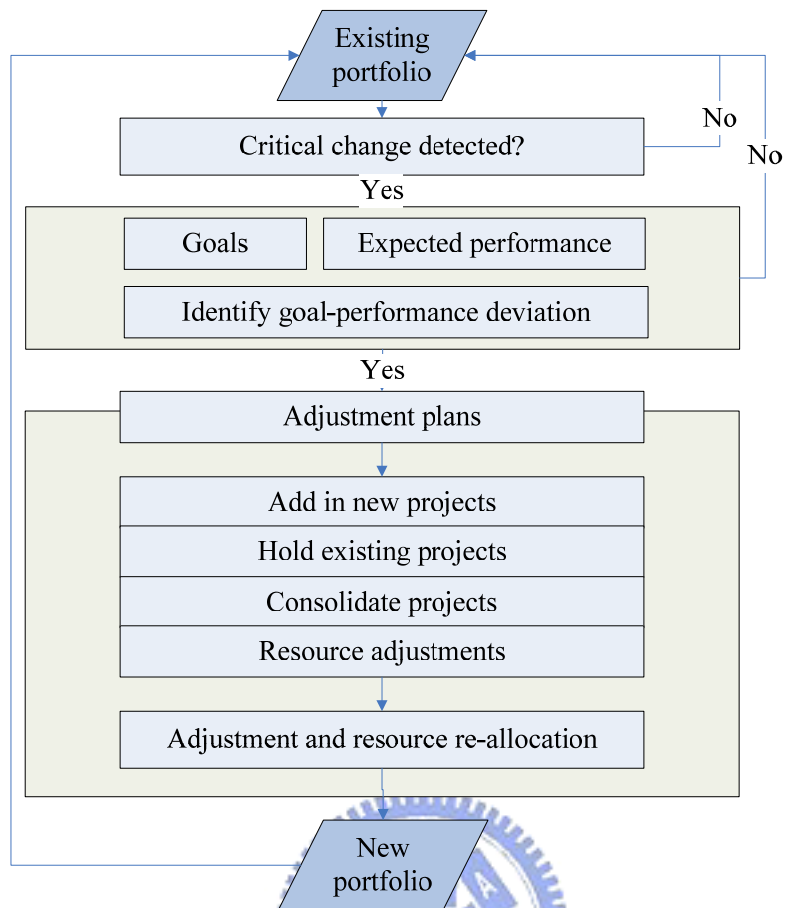 Existing
portfolio
No
Critical change detected?
No
Yes
Goals
Expected performance
Identify goal-performance deviation
Yes
Adjustment plans
Add in new projects
Hold existing projects
Consolidate projects
Resource adjustments
Adjustment and resource re-allocation
New
portfolio
A